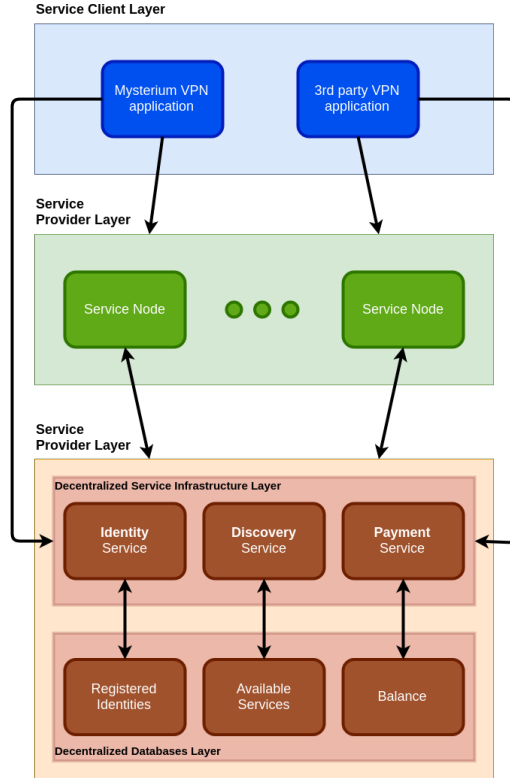 Service Client Layer
Mysterium VPN
application
3rd party VPN
application
Service
Provider Layer
Service Node
Service Node
Service
Provider Layer
Decentralized Service Infrastructure Layer
Identity
Service
Discovery
Service
Payment
Service
Registered
Identities
Available
Services
Balance
Decentralized Databases Layer